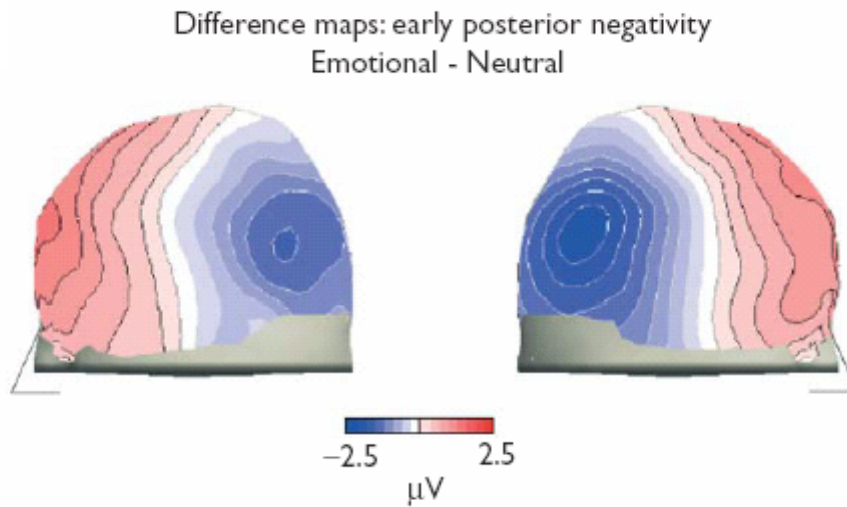 Difference maps: early posterior negativity
Emotional - Neutral
−2.5 2.5
μV